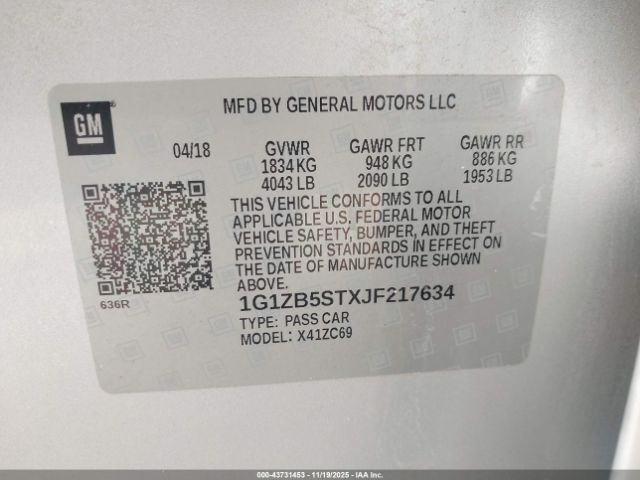 GM
MFD BY GENERAL MOTORS LLC
04/18 GVWR GAWR FRT GAWR RR
1834 KG 948 KG 886 KG
4043 LB 2090 LB 1953 LB
THIS VEHICLE CONFORMS TO ALL
APPLICABLE U.S. FEDERAL MOTOR
VEHICLE SAFETY, BUMPER, AND THEFT
PREVENTION STANDARDS IN EFFECT ON
THE DATE OF MANUFACTURE SHOWN
ABOVE.
636R
1G1ZB5STXJF217634
TYPE: PASS CAR
MODEL: X41ZC69
000-43731453 - 11/19/2025 - IAAC.